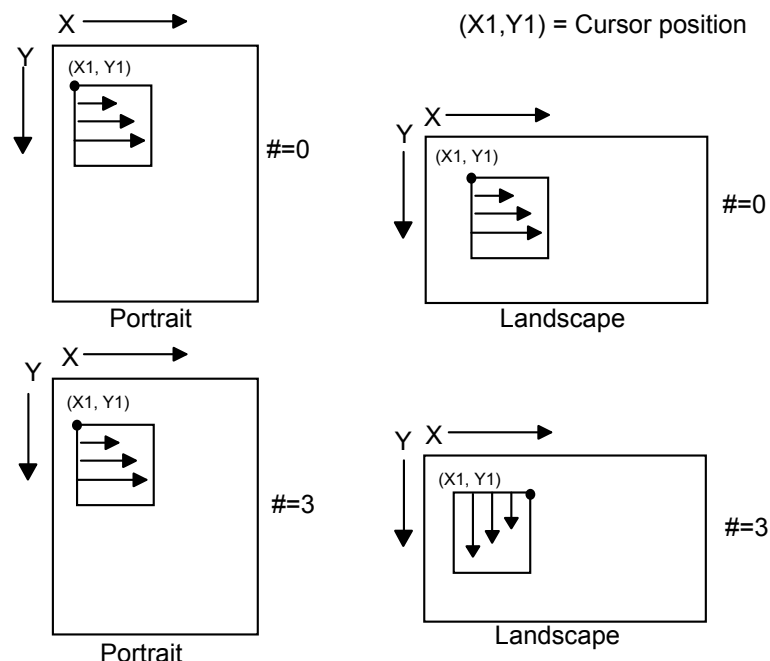 X
(X1,Y1) = Cursor position
Y
(X1, Y1)
#=0
Portrait
X
Y
(X1, Y1)
#=0
Landscape
X
Y
(X1, Y1)
#=3
Portrait
X
Y
(X1, Y1)
#=3
Landscape